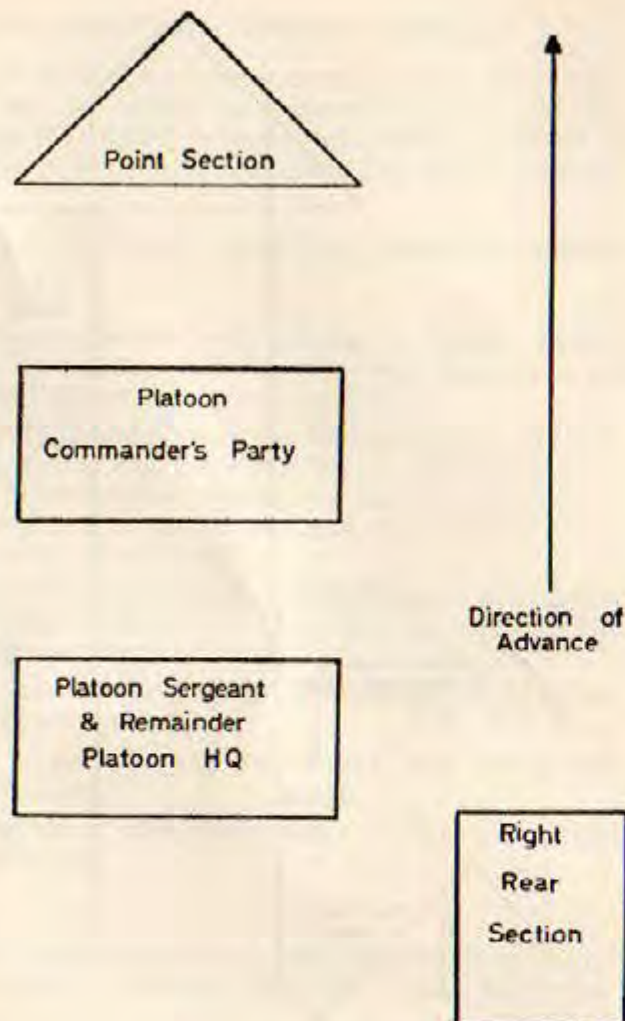 Point Section
Platoon
Commander's Party
Direction of
Advance
Platoon Sergeant
& Remainder
Platoon HQ
Right
Rear
Section